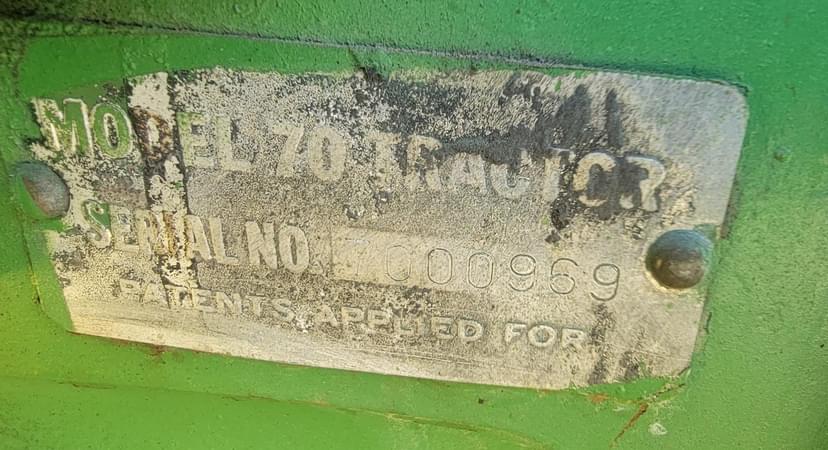 MODEL 70 TRACTOR
SERIAL NO. 7000969
PATENTS APPLIED FOR